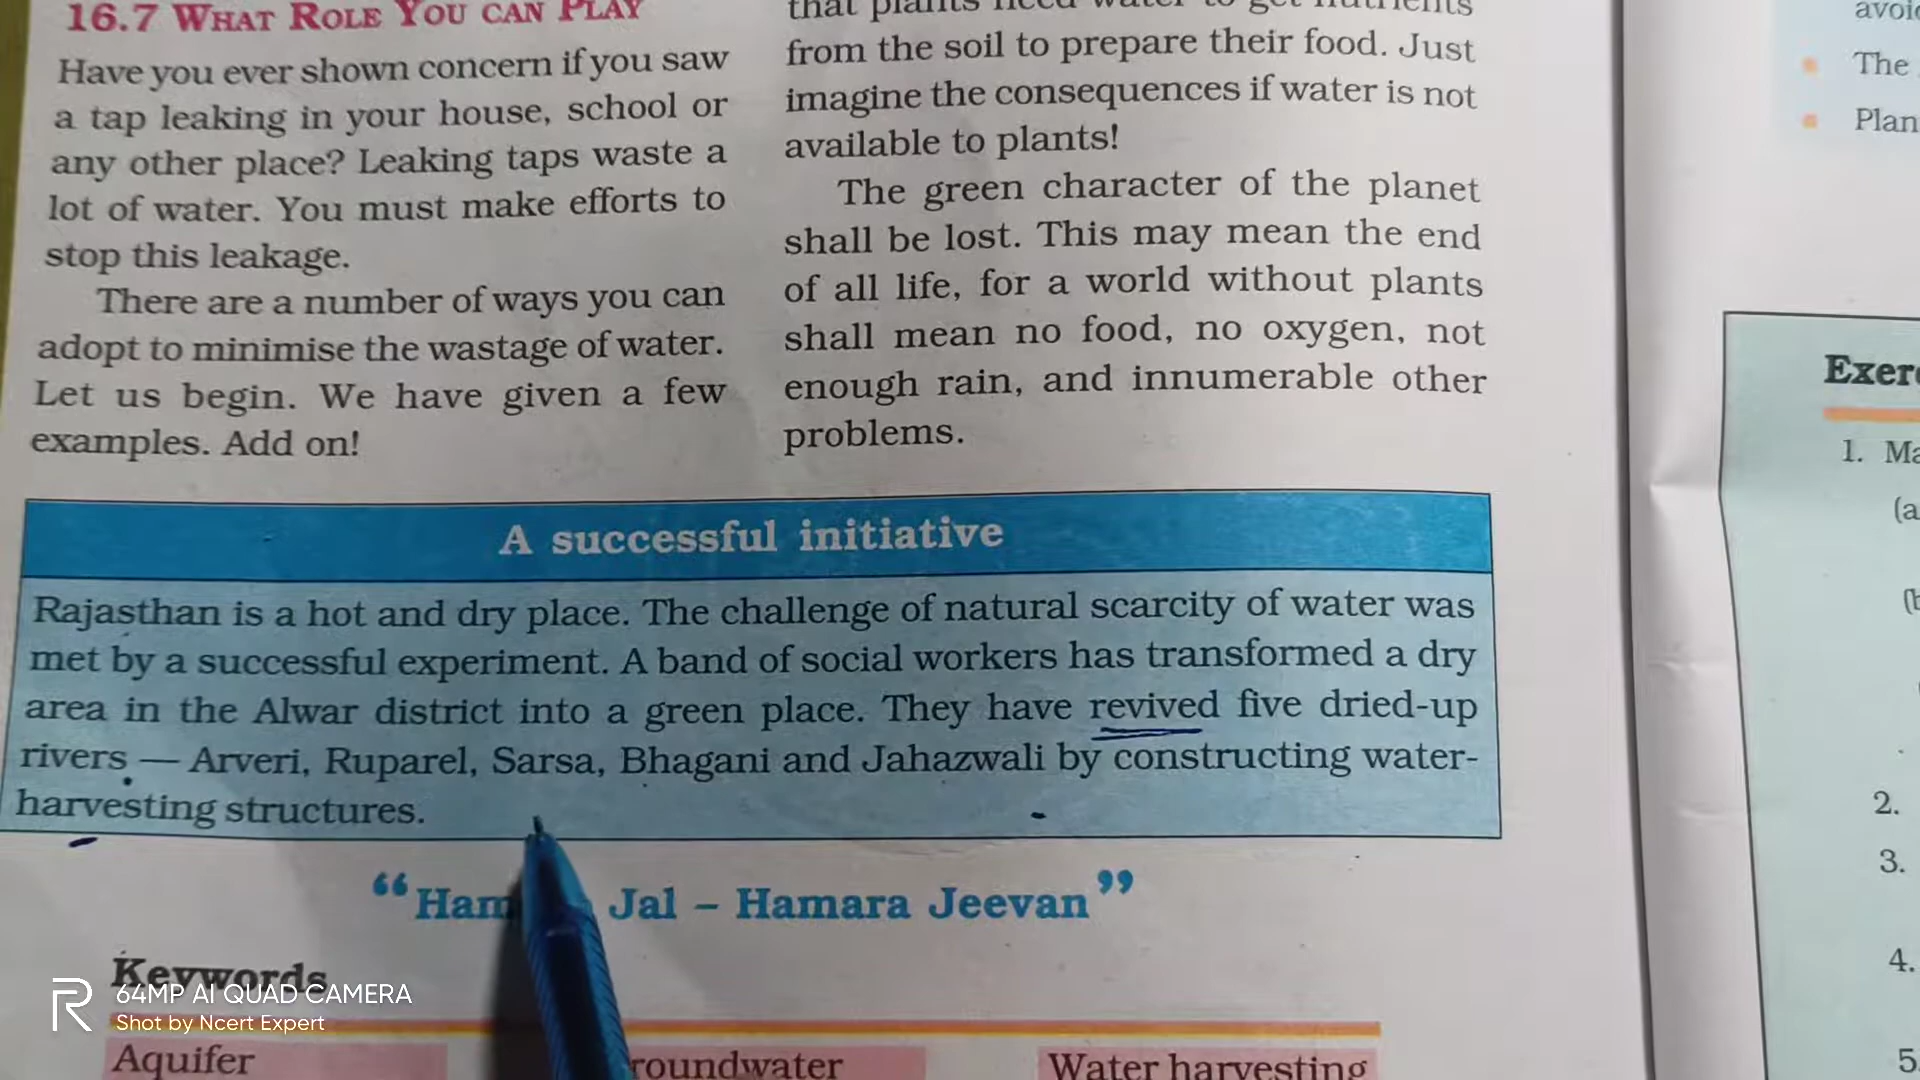 16.7 WHAT ROLE YOU CAN PLAY
Have you ever shown concern if you saw
a tap leaking in your house, school or
any other place? Leaking taps waste a
lot of water. You must make efforts to
stop this leakage.
There are a number of ways you can
adopt to minimise the wastage of water.
Let us begin. We have given a few
examples. Add on!
that plants need water to get nutrients
from the soil to prepare their food. Just
imagine the consequences if water is not
available to plants!
The green character of the planet
shall be lost. This may mean the end
of all life, for a world without plants
shall mean no food, no oxygen, not
enough rain, and innumerable other
problems.
A successful initiative
Rajasthan is a hot and dry place. The challenge of natural scarcity of water was
met by a successful experiment. A band of social workers has transformed a dry
area in the Alwar district into a green place. They have revived five dried-up
rivers — Arveri, Ruparel, Sarsa, Bhagani and Jahazwali by constructing water-
harvesting structures.
Jal – Hamara Jeevan”
Keywords
Aquifer
Water harvesting
64MP AI QUAD CAMERA
Shot by Ncert Expert
The
1.
(a
2.
3.
4.
5